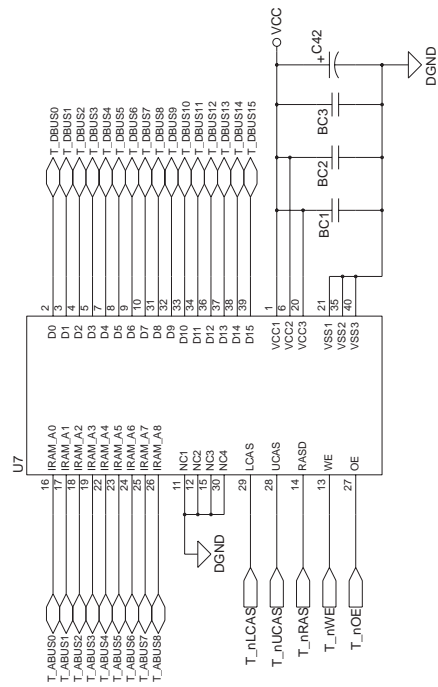 U7
T_ABUS0 16 IRAM_A0
T_ABUS1 17 IRAM_A1
T_ABUS2 18 IRAM_2
T_ABUS3 19 IRAM_A3
T_ABUS4 22 IRAM_A4
T_ABUS5 23 IRAM_A5
T_ABUS6 24 IRAM_A6
T_ABUS7 25 IRAM_A7
T_ABUS8 26 IRAM_A8
11 NC1
12 NC2
15 NC3
30 NC4
DGND
T_nLCAS 29 LCAS
T_nUCAS 28 UCAS
T_nRAS 14 RASD
T_nWE 13 WE
T_nOE 27 OE
D0 2 T_DBUS0
D1 3 T_DBUS1
D2 4 T_DBUS2
D3 5 T_DBUS3
D4 7 T_DBUS4
D5 8 T_DBUS5
D6 9 T_DBUS6
D7 10 T_DBUS7
D8 31 T_DBUS8
D9 32 T_DBUS9
D10 33 T_DBUS10
D11 34 T_DBUS11
D12 36 T_DBUS12
D13 37 T_DBUS13
D14 38 T_DBUS14
D15 39 T_DBUS15
VCC1 1
VCC2 6
VCC3 20
VSS1 21
VSS2 35
VSS3 40
VCC
BC1
BC2
BC3
+ C42
DGND